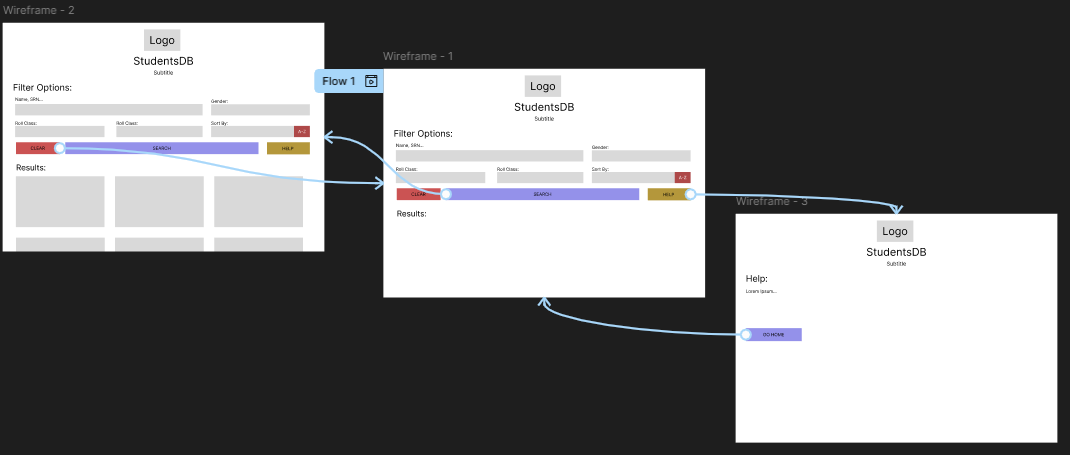 Wireframe - 2
Logo
StudentsDB
Subtitle
Filter Options:
Name, SRN...
Gender:
Roll Class:
Roll Class:
Sort By:
A-Z
CLEAR
SEARCH
HELP
Results:
Flow 1
Wireframe - 1
Logo
StudentsDB
Subtitle
Filter Options:
Name, SRN...
Gender:
Roll Class:
Roll Class:
Sort By:
A-Z
CLEAR
SEARCH
HELP
Results:
Wireframe - 3
Logo
StudentsDB
Subtitle
Help:
Lorem Ipsum...
GO HOME